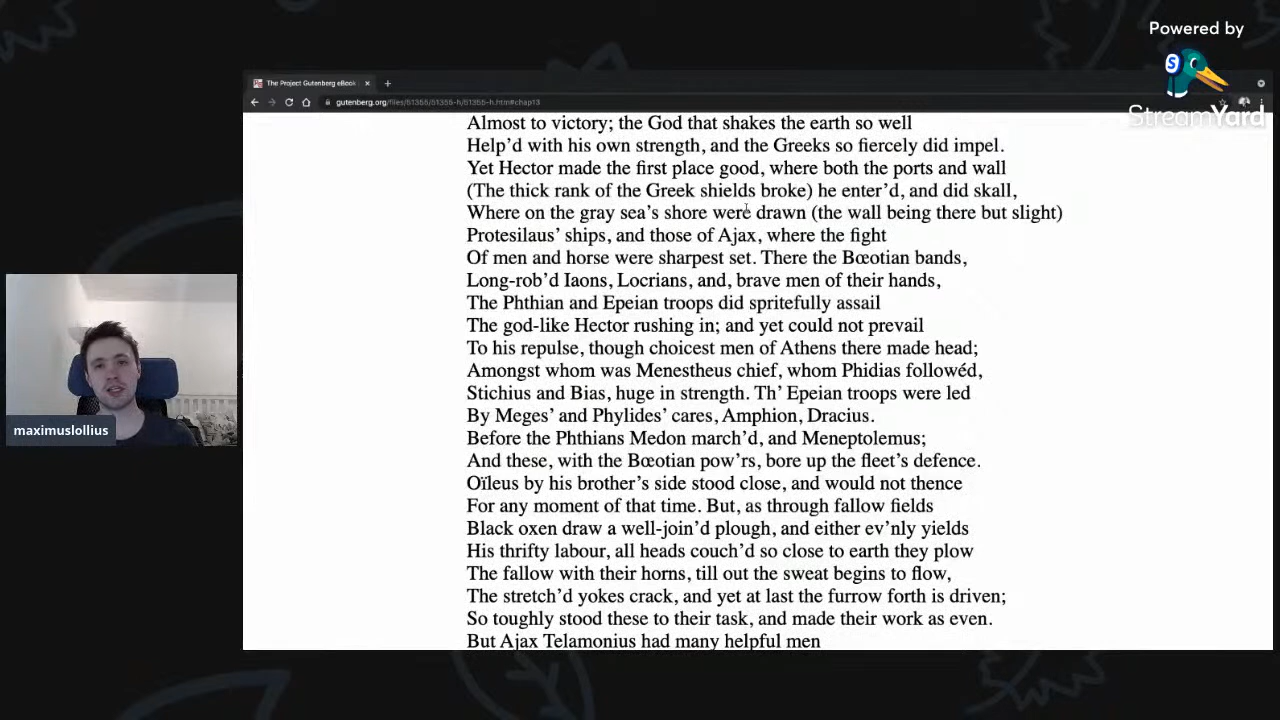 Powered by
StreamYard
The Project Gutenberg eBook
gutenberg.org/files/51355/51355-h/51355-h.htm#chap13
Almost to victory; the God that shakes the earth so well
Help’d with his own strength, and the Greeks so fiercely did impel.
Yet Hector made the first place good, where both the ports and wall
(The thick rank of the Greek shields broke) he enter’d, and did skall,
Where on the gray sea’s shore were drawn (the wall being there but slight)
Protesilaus’ ships, and those of Ajax, where the fight
Of men and horse were sharpest set. There the Bœotian bands,
Long-rob’d Iaons, Locrians, and, brave men of their hands,
The Phthian and Epeian troops did spritefully assail
The god-like Hector rushing in; and yet could not prevail
To his repulse, though choicest men of Athens there made head;
Amongst whom was Menestheus chief, whom Phidias followéd,
Stichius and Bias, huge in strength. Th’ Epeian troops were led
By Meges’ and Phylides’ cares, Amphion, Dracius.
Before the Phthians Medon march’d, and Meneptolemus;
And these, with the Bœotian pow’rs, bore up the fleet’s defence.
Oïleus by his brother’s side stood close, and would not thence
For any moment of that time. But, as through fallow fields
Black oxen draw a well-join’d plough, and either ev’nly yields
His thrifty labour, all heads couch’d so close to earth they plow
The fallow with their horns, till out the sweat begins to flow,
The stretch’d yokes crack, and yet at last the furrow forth is driven;
So toughly stood these to their task, and made their work as even.
But Ajax Telamonius had many helpful men
maximuslollius